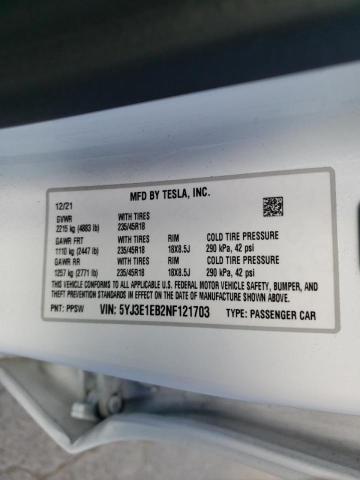 MFD BY TESLA, INC.
12/21
GVWR WITH TIRES
2215 kg (4883 lb) 235/45R18
GAWR FRT WITH TIRES RIM COLD TIRE PRESSURE
1110 kg (2447 lb) 235/45R18 18X8.5J 290 kPa, 42 psi
GAWR RR WITH TIRES RIM COLD TIRE PRESSURE
1257 kg (2771 lb) 235/45R18 18X8.5J 290 kPa, 42 psi
THIS VEHICLE CONFORMS TO ALL APPLICABLE U.S. FEDERAL MOTOR VEHICLE SAFETY, BUMPER, AND
THEFT PREVENTION STANDARDS IN EFFECT ON THE DATE OF MANUFACTURE SHOWN ABOVE.
PNT: PPSW VIN: 5YJ3E1EB2NF121703 TYPE: PASSENGER CAR